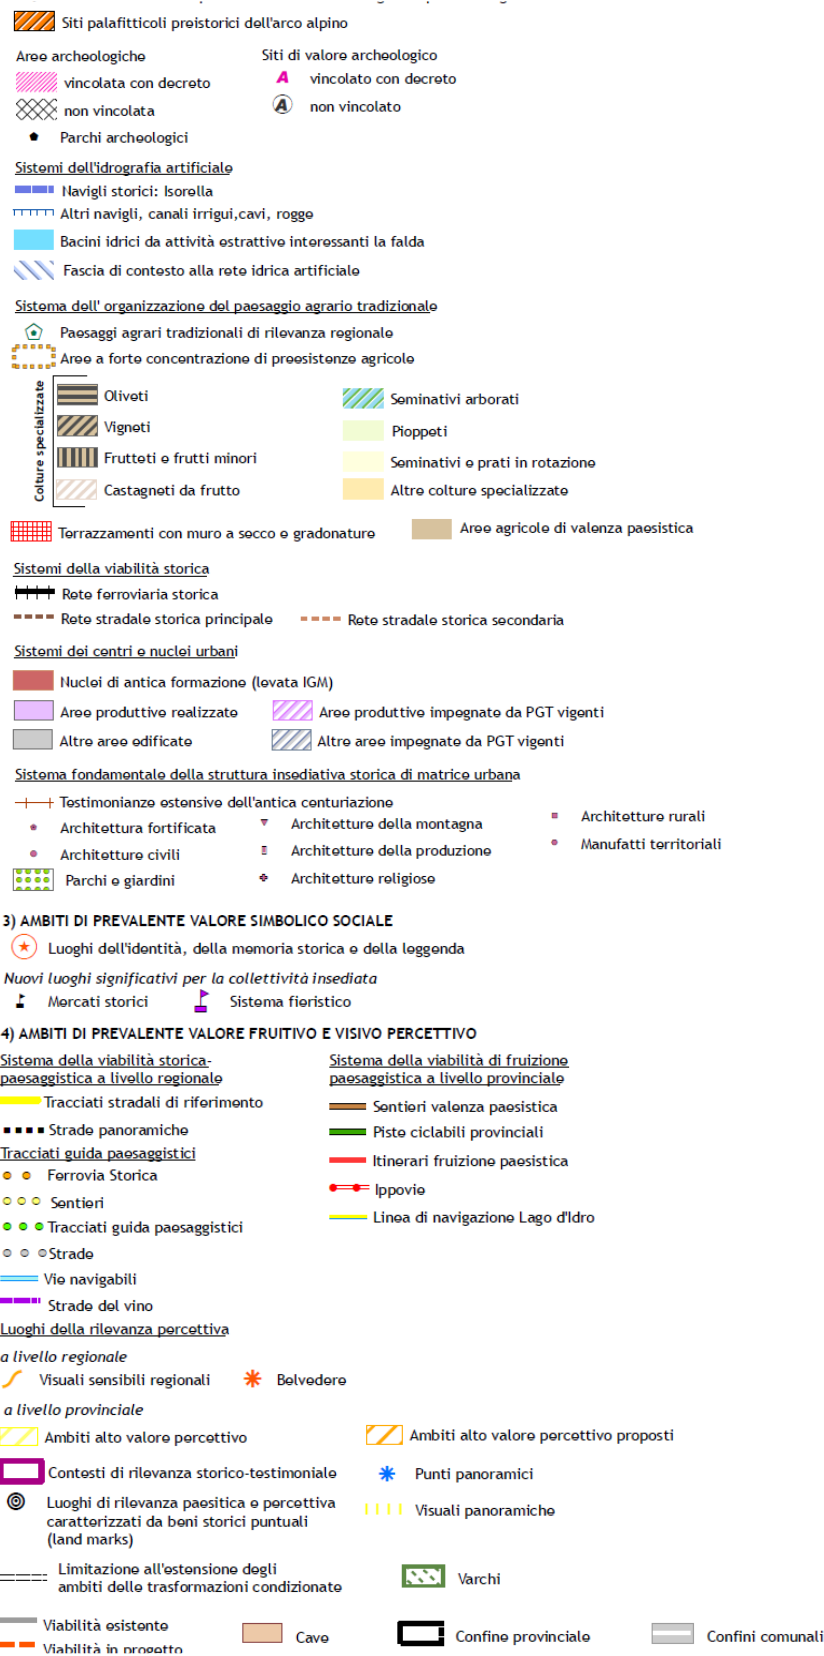 Siti palafitticoli preistorici dell'arco alpino
Aree archeologiche
vincolata con decreto
non vincolata
Parchi archeologici
Siti di valore archeologico
A vincolato con decreto
A non vincolato
Sistemi dell'idrografia artificiale
Navigli storici: Isorella
Altri navigli, canali irrigui,cavi, rogge
Bacini idrici da attività estrattive interessanti la falda
Fascia di contesto alla rete idrica artificiale
Sistema dell' organizzazione del paesaggio agrario tradizionale
Paesaggi agrari tradizionali di rilevanza regionale
Aree a forte concentrazione di preesistenze agricole
Colture specializzate
Oliveti
Vigneti
Frutteti e frutti minori
Castagneti da frutto
Seminativi arborati
Pioppeti
Seminativi e prati in rotazione
Altre colture specializzate
Terrazzamenti con muro a secco e gradonature
Aree agricole di valenza paesistica
Sistemi della viabilità storica
Rete ferroviaria storica
Rete stradale storica principale
Rete stradale storica secondaria
Sistemi dei centri e nuclei urbani
Nuclei di antica formazione (levata IGM)
Aree produttive realizzate
Aree produttive impegnate da PGT vigenti
Altre aree edificate
Altre aree impegnate da PGT vigenti
Sistema fondamentale della struttura insediativa storica di matrice urbana
Testimonianze estensive dell'antica centuriazione
Architettura fortificata
Architetture civili
Parchi e giardini
Architetture della montagna
Architetture della produzione
Architetture religiose
Architetture rurali
Manufatti territoriali
3) AMBITI DI PREVALENTE VALORE SIMBOLICO SOCIALE
Luoghi dell'identità, della memoria storica e della leggenda
Nuovi luoghi significativi per la collettività insediata
Mercati storici
Sistema fieristico
4) AMBITI DI PREVALENTE VALORE FRUITIVO E VISIVO PERCETTIVO
Sistema della viabilità storica-
paesaggistica a livello regionale
Tracciati stradali di riferimento
Strade panoramiche
Tracciati guida paesaggistici
Ferrovia Storica
Sentieri
Tracciati guida paesaggistici
Strade
Vie navigabili
Strade del vino
Sistema della viabilità di fruizione
paesaggistica a livello provinciale
Sentieri valenza paesistica
Piste ciclabili provinciali
Itinerari fruizione paesistica
Ippovie
Linea di navigazione Lago d'Idro
Luoghi della rilevanza percettiva
a livello regionale
Visuali sensibili regionali
Belvedere
a livello provinciale
Ambiti alto valore percettivo
Ambiti alto valore percettivo proposti
Contesti di rilevanza storico-testimoniale
Punti panoramici
Luoghi di rilevanza paesitica e percettiva
caratterizzati da beni storici puntuali
(land marks)
Visuali panoramiche
Limitazione all'estensione degli
ambiti delle trasformazioni condizionate
Varchi
Viabilità esistente
Viabilità in progetto
Cave
Confine provinciale
Confini comunali